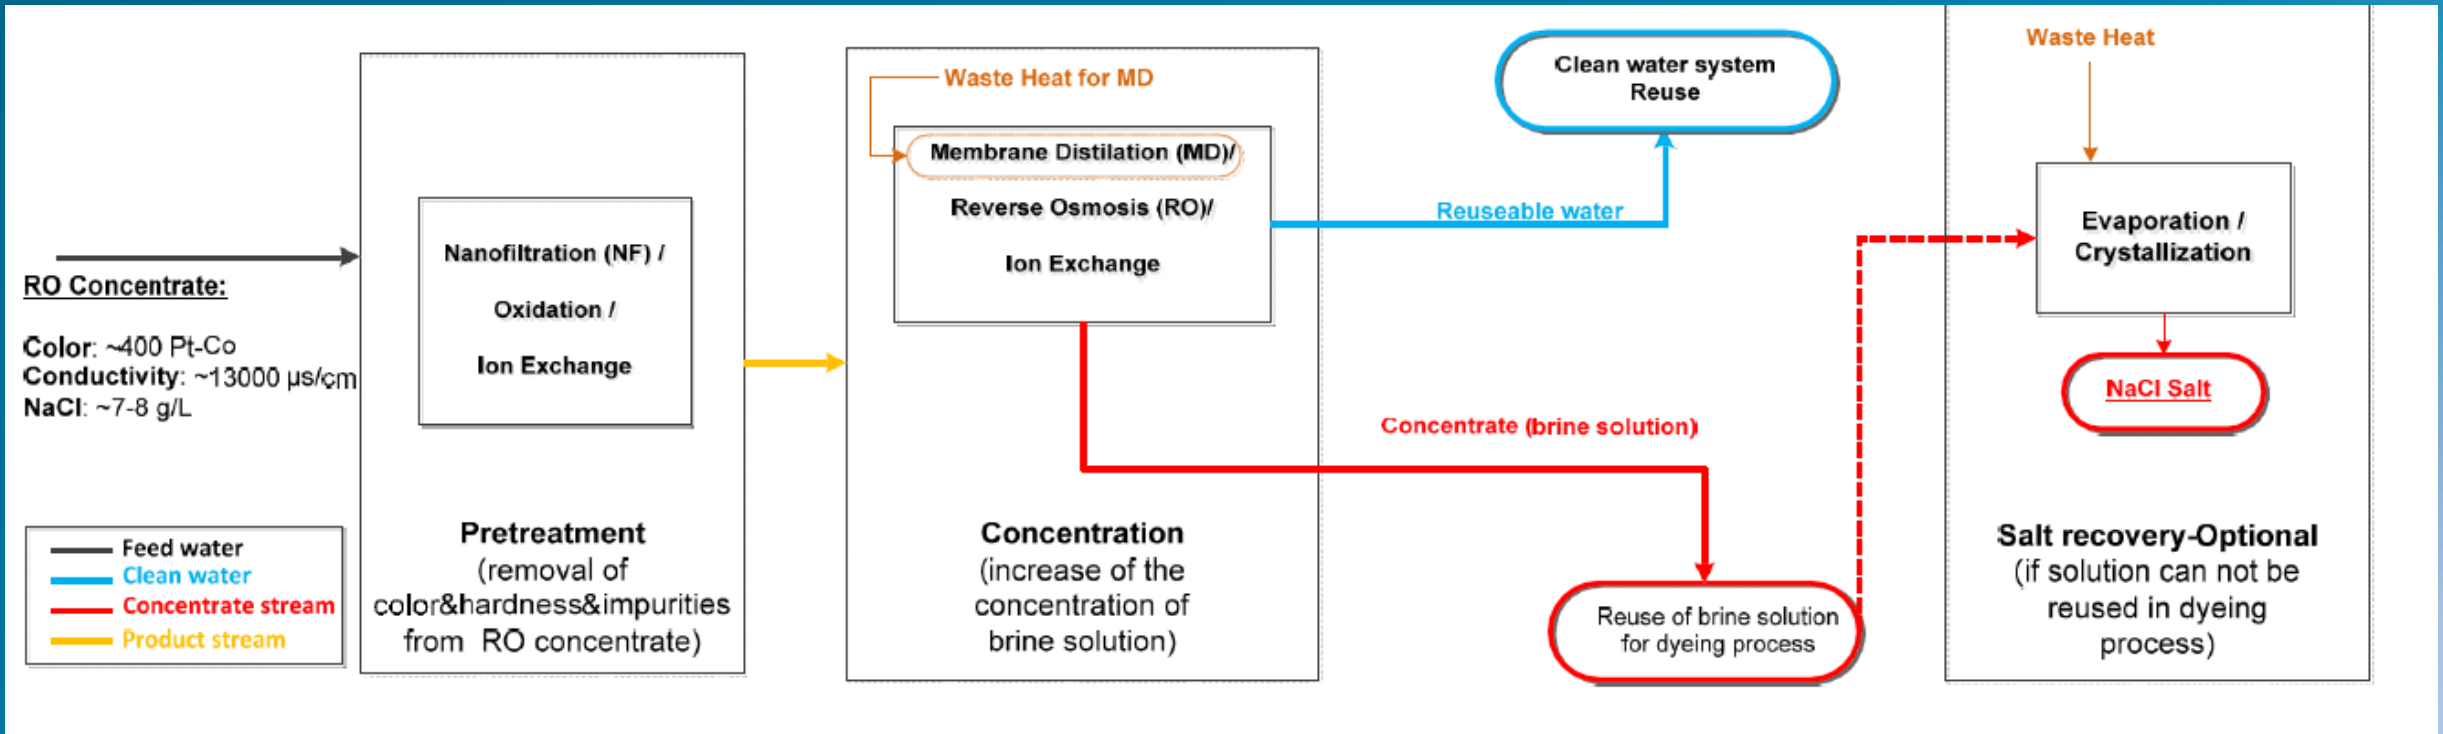 RO Concentrate:
Color: ~400 Pt-Co
Conductivity: ~13000 µs/cm
NaCl: ~7-8 g/L
Feed water
Clean water
Concentrate stream
Product stream
Nanofiltration (NF) /
Oxidation /
Ion Exchange
Pretreatment
(removal of
color&hardness&impurities
from RO concentrate)
Waste Heat for MD
Membrane Distilation (MD)/
Reverse Osmosis (RO)/
Ion Exchange
Concentration
(increase of the
concentration of
brine solution)
Clean water system
Reuse
Reuseable water
Concentrate (brine solution)
Reuse of brine solution
for dyeing process
Waste Heat
Evaporation /
Crystallization
NaCl Salt
Salt recovery-Optional
(if solution can not be
reused in dyeing
process)